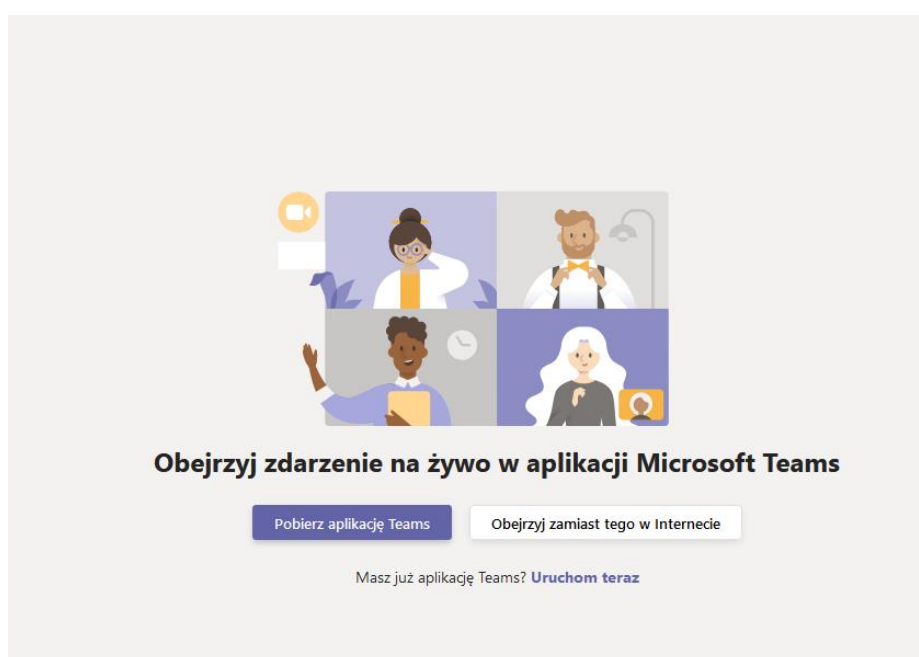 Obejrzyj zdarzenie na żywo w aplikacji Microsoft Teams
Pobierz aplikację Teams
Obejrzyj zamiast tego w Internecie
Masz już aplikację Teams? Uruchom teraz